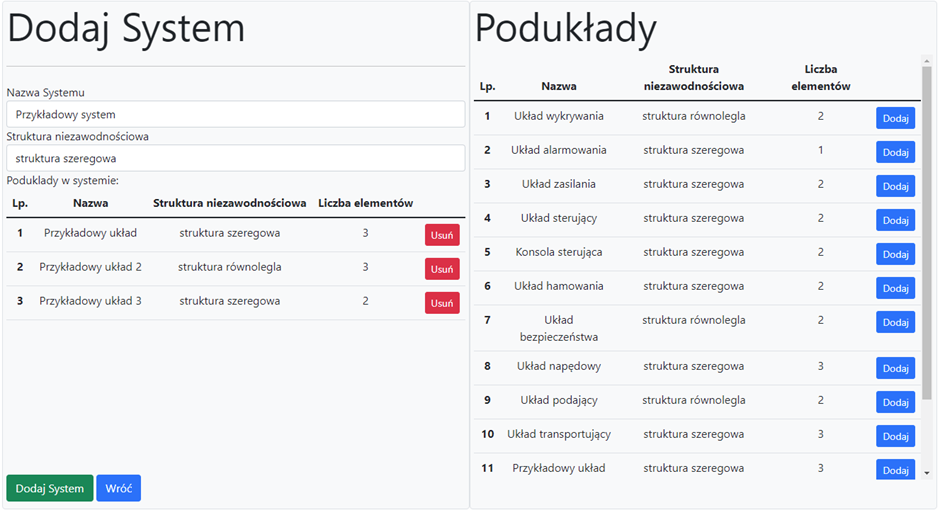 Dodaj System
Nazwa Systemu
Przykładowy system
Struktura niezawodnościowa
struktura szeregowa
Poduklady w systemie:
Lp. Nazwa Struktura niezawodnościowa Liczba elementów
1 Przykładowy układ struktura szeregowa 3 Usuń
2 Przykładowy układ 2 struktura równolegla 3 Usuń
3 Przykładowy układ 3 struktura szeregowa 2 Usuń
Dodaj System Wróć
Podukłady
Struktura Liczba
Lp. Nazwa niezawodnościowa elementów
1 Układ wykrywania struktura równolegla 2 Dodaj
2 Układ alarmowania struktura szeregowa 1 Dodaj
3 Układ zasilania struktura szeregowa 2 Dodaj
4 Układ sterujący struktura szeregowa 2 Dodaj
5 Konsola sterująca struktura szeregowa 2 Dodaj
6 Układ hamowania struktura szeregowa 2 Dodaj
7 Układ struktura równolegla 2 Dodaj
bezpieczeństwa
8 Układ napędowy struktura szeregowa 3 Dodaj
9 Układ podający struktura równolegla 2 Dodaj
10 Układ transportujący struktura szeregowa 3 Dodaj
11 Przykładowy układ struktura szeregowa 3 Dodaj